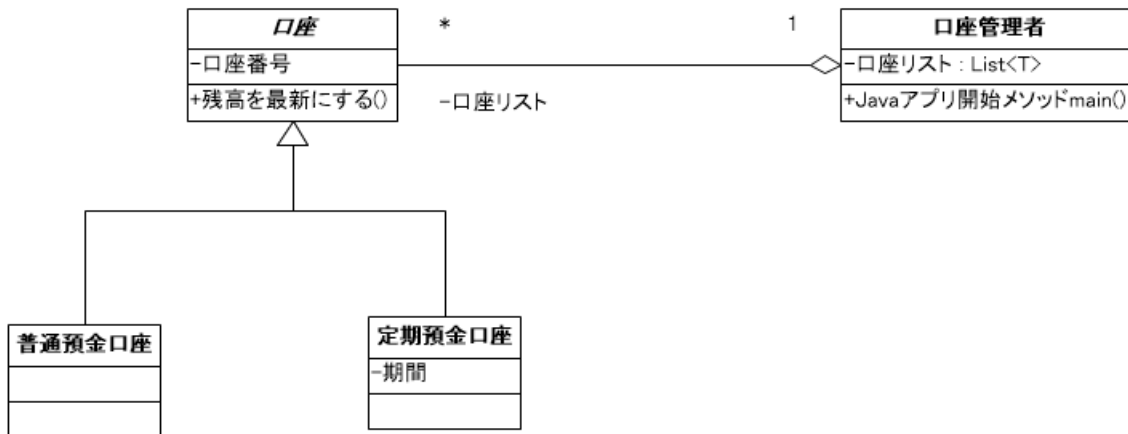 口座
-口座番号
+残高を最新にする()
*
1
-口座リスト
口座管理者
-口座リスト : List<T>
+Javaアプリ開始メソッドmain()
普通預金口座
定期預金口座
-期間